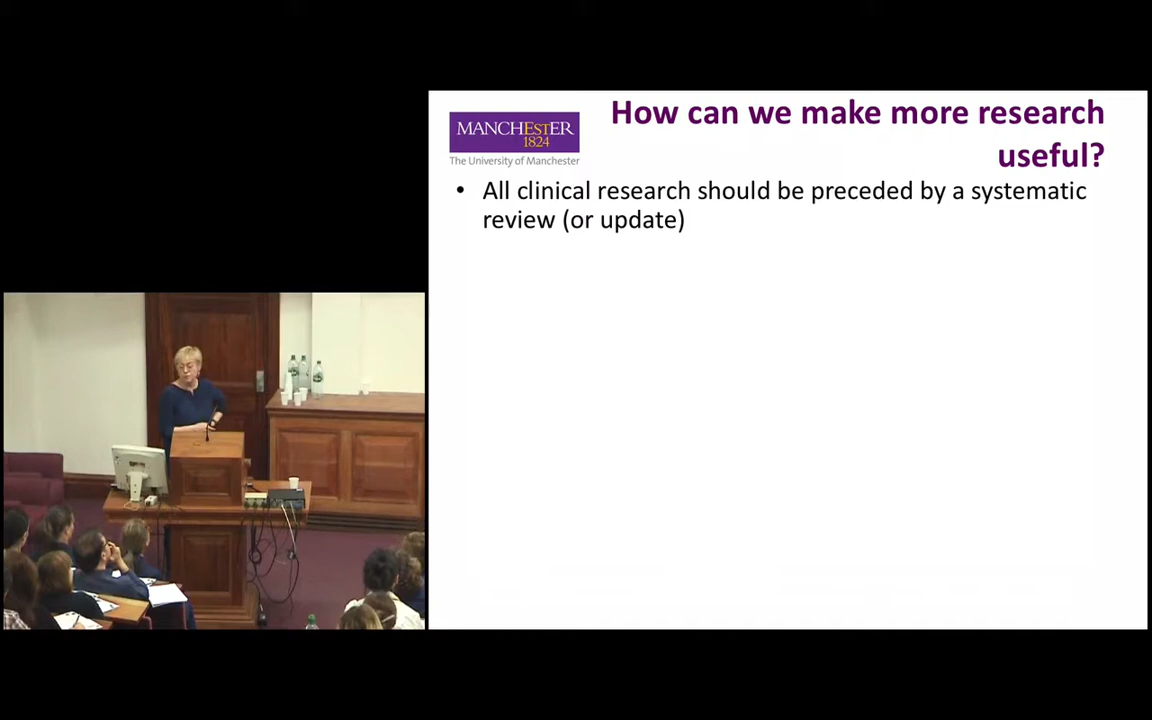 MANCHESTER
1824
The University of Manchester
How can we make more research
useful?
• All clinical research should be preceded by a systematic
review (or update)